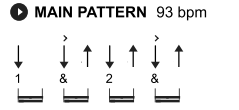 MAIN PATTERN 93 bpm
1 & 2 &